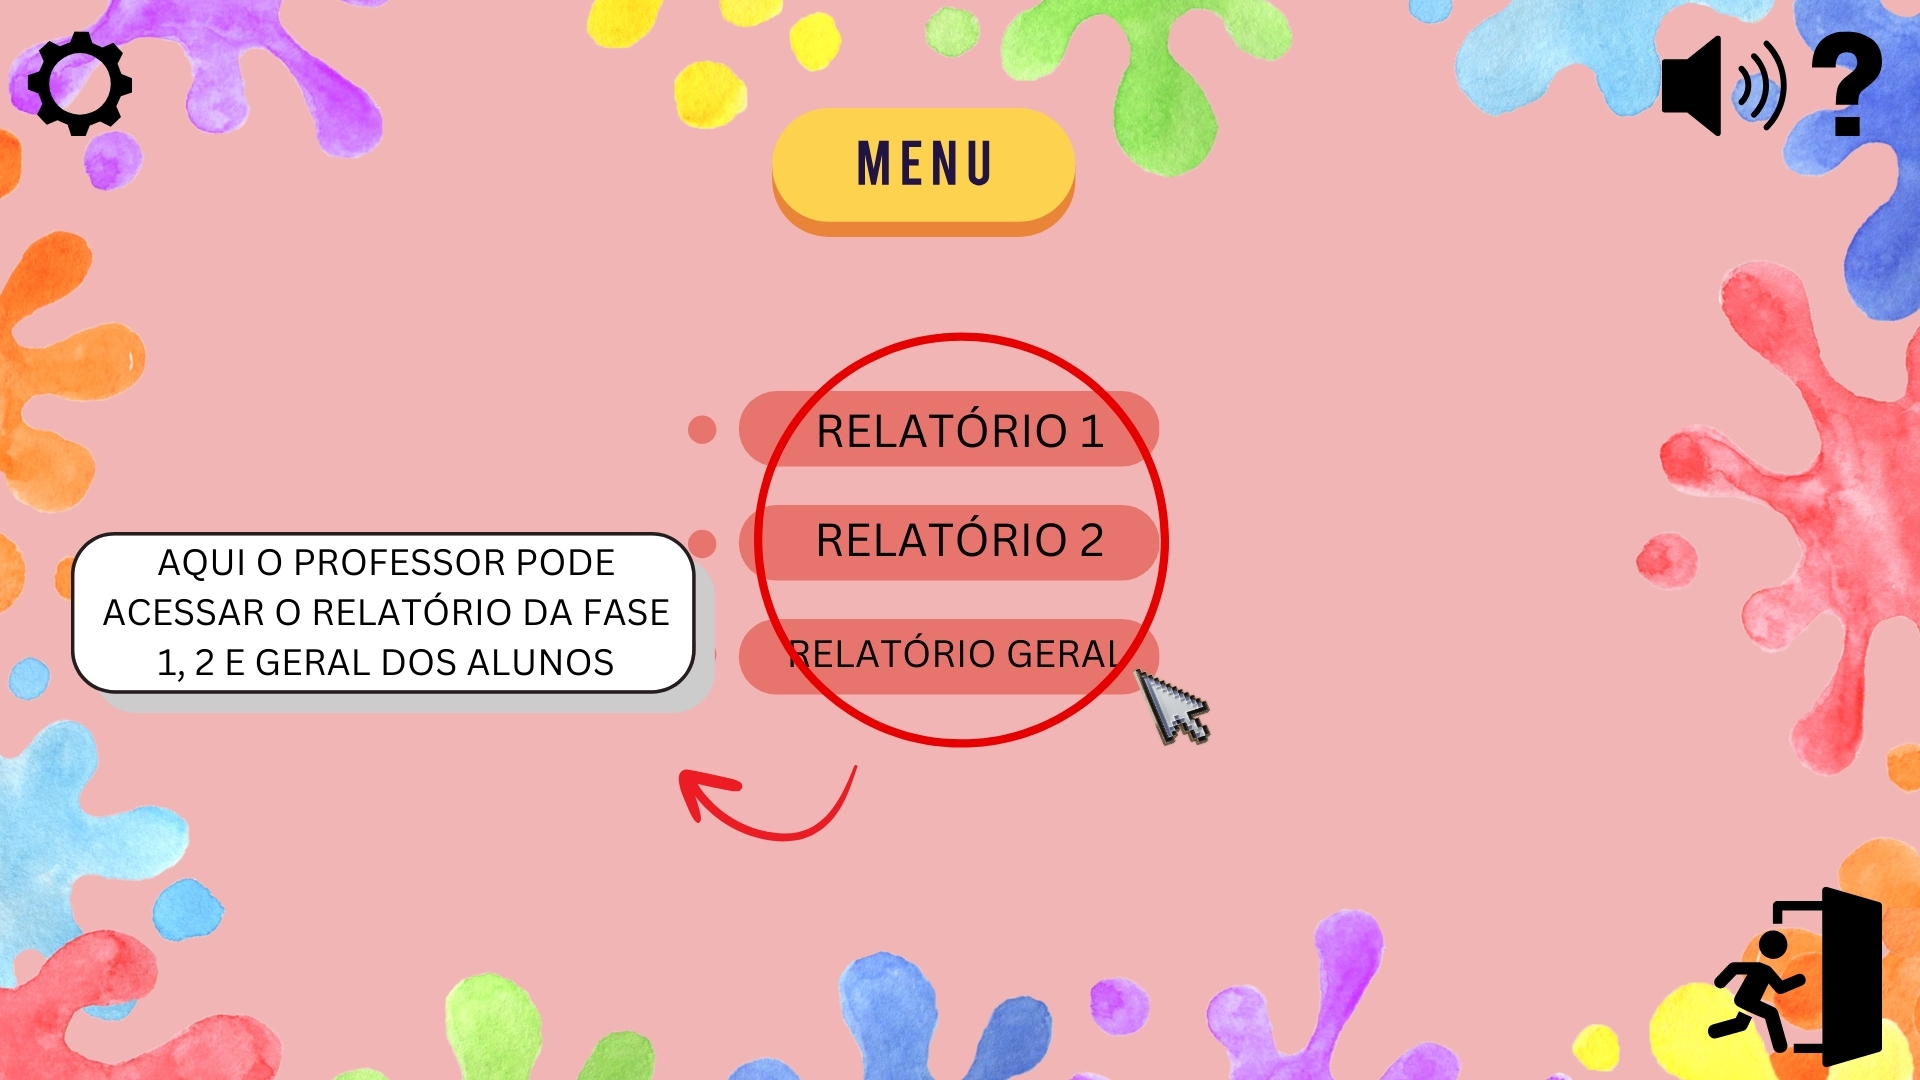 MENU
RELATÓRIO 1
RELATÓRIO 2
RELATÓRIO GERAL
AQUI O PROFESSOR PODE
ACESSAR O RELATÓRIO DA FASE
1, 2 E GERAL DOS ALUNOS
?